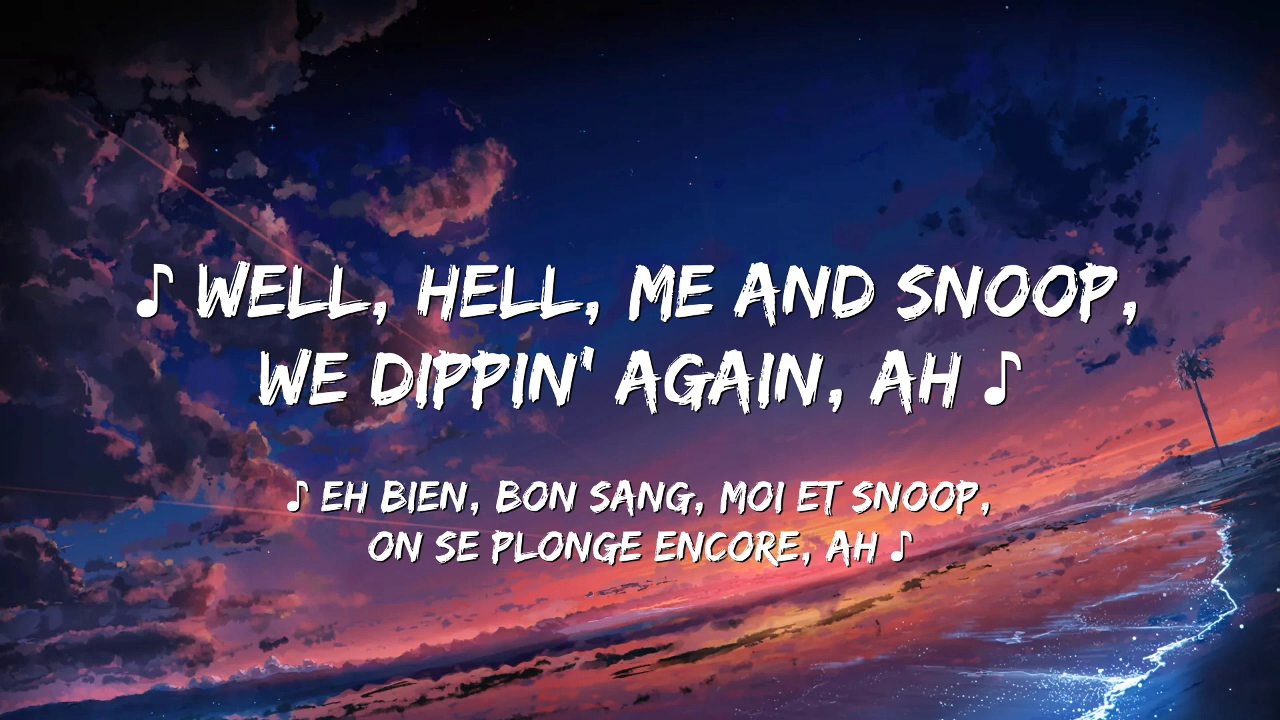 ♪ WELL, HELL, ME AND SNOOP,
WE DIPPIN' AGAIN, AH ♪
♪ EH BIEN, BON SANG, MOI ET SNOOP,
ON SE PLONGE ENCORE, AH ♪